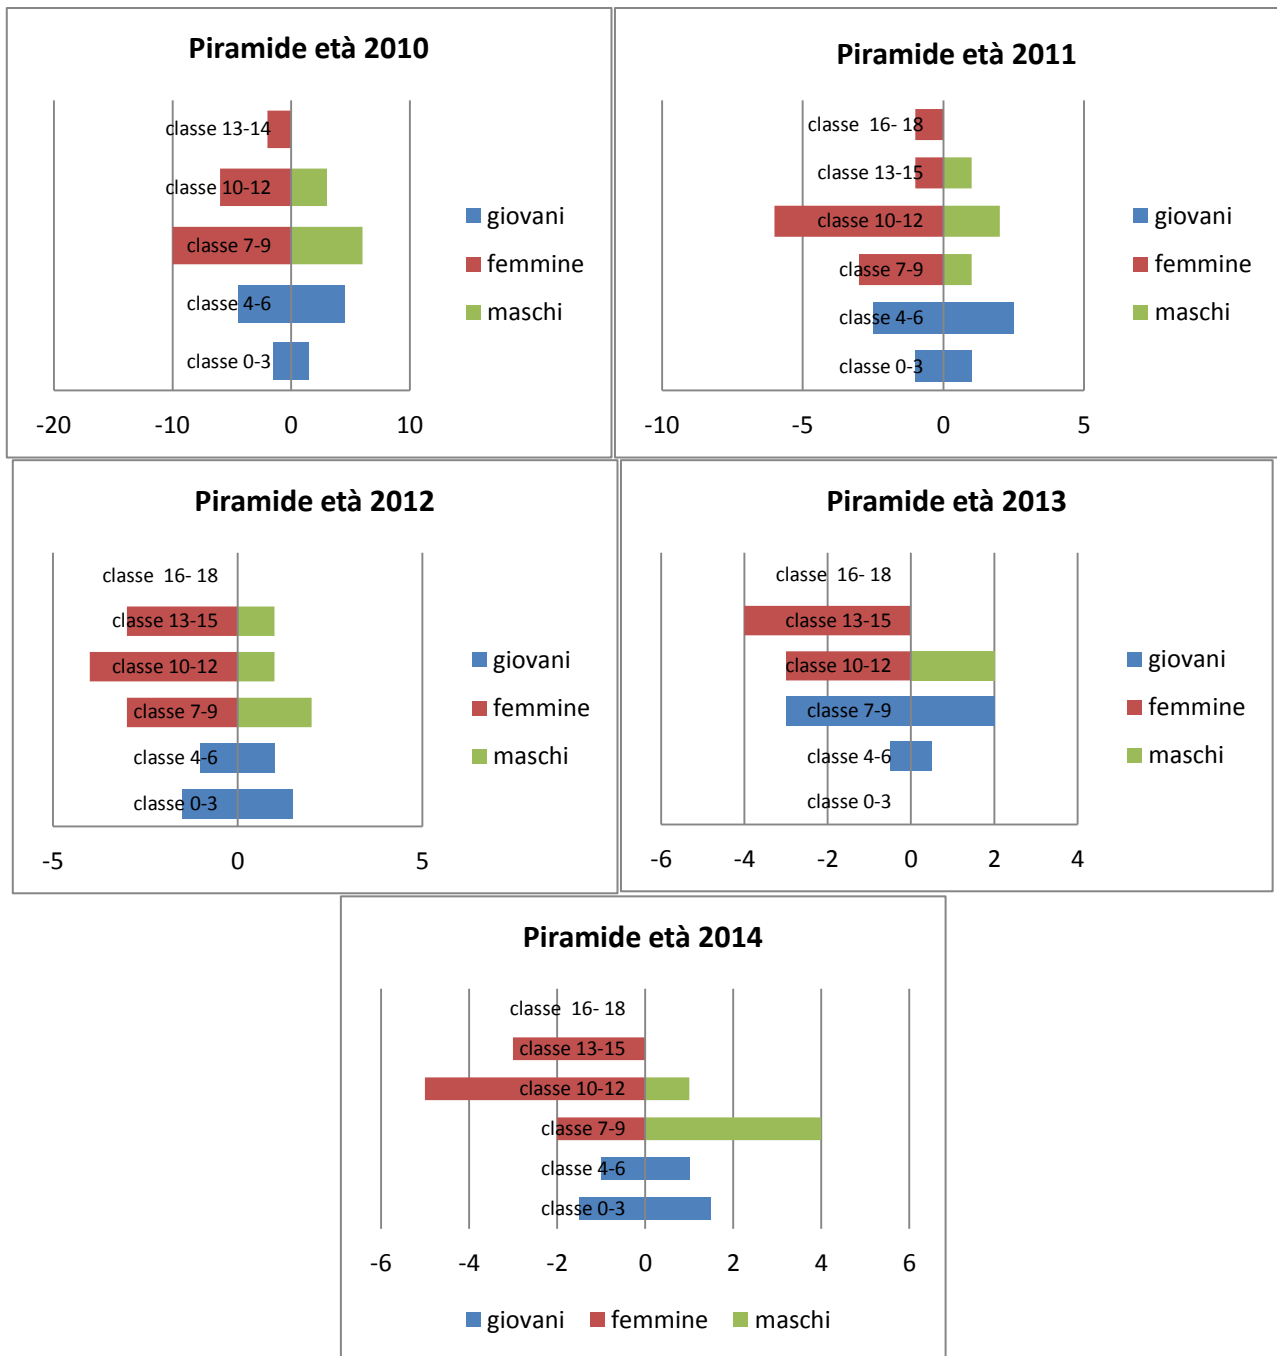 Piramide età 2010
classe 13-14
classe 10-12
classe 7-9
classe 4-6
classe 0-3
-20 -10 0 10
giovani
femmine
maschi
Piramide età 2011
classe 16- 18
classe 13-15
classe 10-12
classe 7-9
classe 4-6
classe 0-3
-10 -5 0 5
giovani
femmine
maschi
Piramide età 2012
classe 16- 18
classe 13-15
classe 10-12
classe 7-9
classe 4-6
classe 0-3
-5 0 5
giovani
femmine
maschi
Piramide età 2013
classe 16- 18
classe 13-15
classe 10-12
classe 7-9
classe 4-6
classe 0-3
-6 -4 -2 0 2 4
giovani
femmine
maschi
Piramide età 2014
classe 16- 18
classe 13-15
classe 10-12
classe 7-9
classe 4-6
classe 0-3
-6 -4 -2 0 2 4 6
giovani femmine maschi